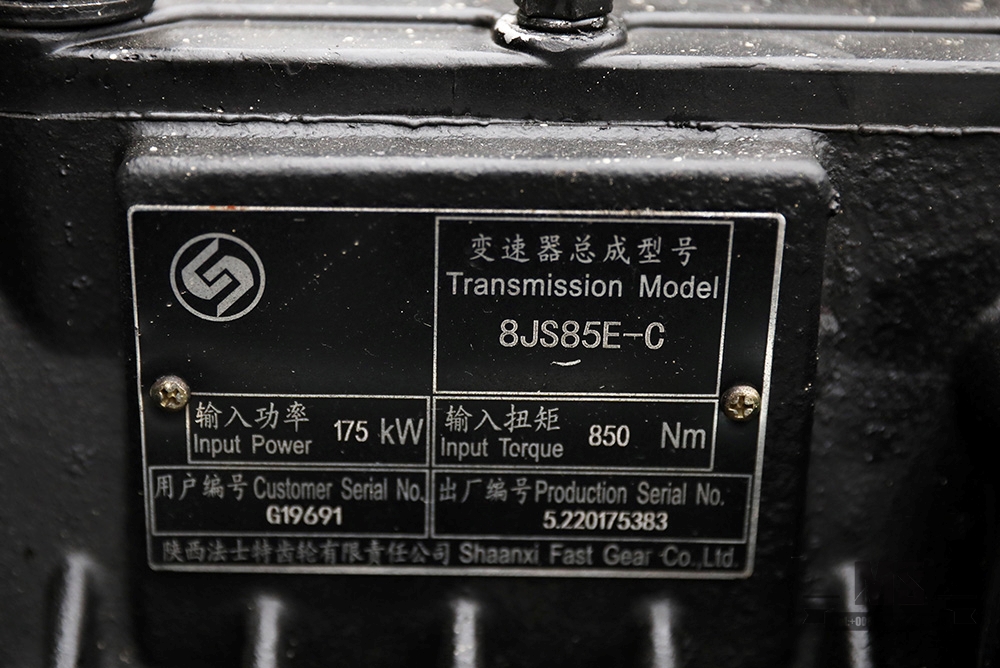 变速器总成型号
Transmission Model
8JS85E-C
输入功率
Input Power 175 kW
输入扭矩
Input Torque 850 Nm
用户编号 Customer Serial No.
G19691
出厂编号 Production Serial No.
5.220175383
陕西法士特齿轮有限责任公司 Shaanxi Fast Gear Co.,Ltd.